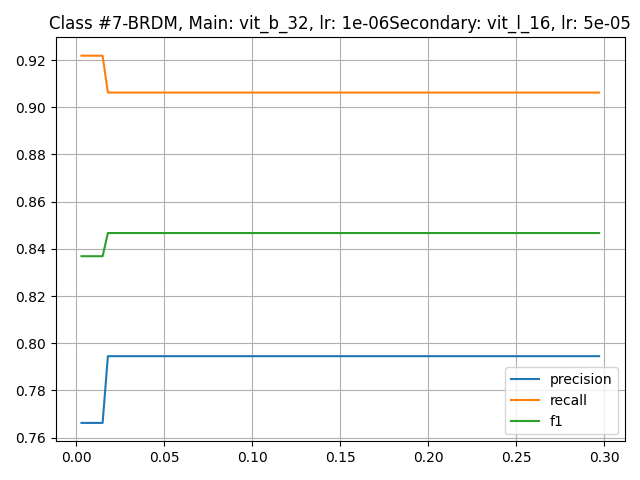 Class #7-BRDM, Main: vit_b_32, lr: 1e-06Secondary: vit_l_16, lr: 5e-05
0.92
0.90
0.88
0.86
0.84
0.82
0.80
0.78
0.76
precision
recall
f1
0.00 0.05 0.10 0.15 0.20 0.25 0.30